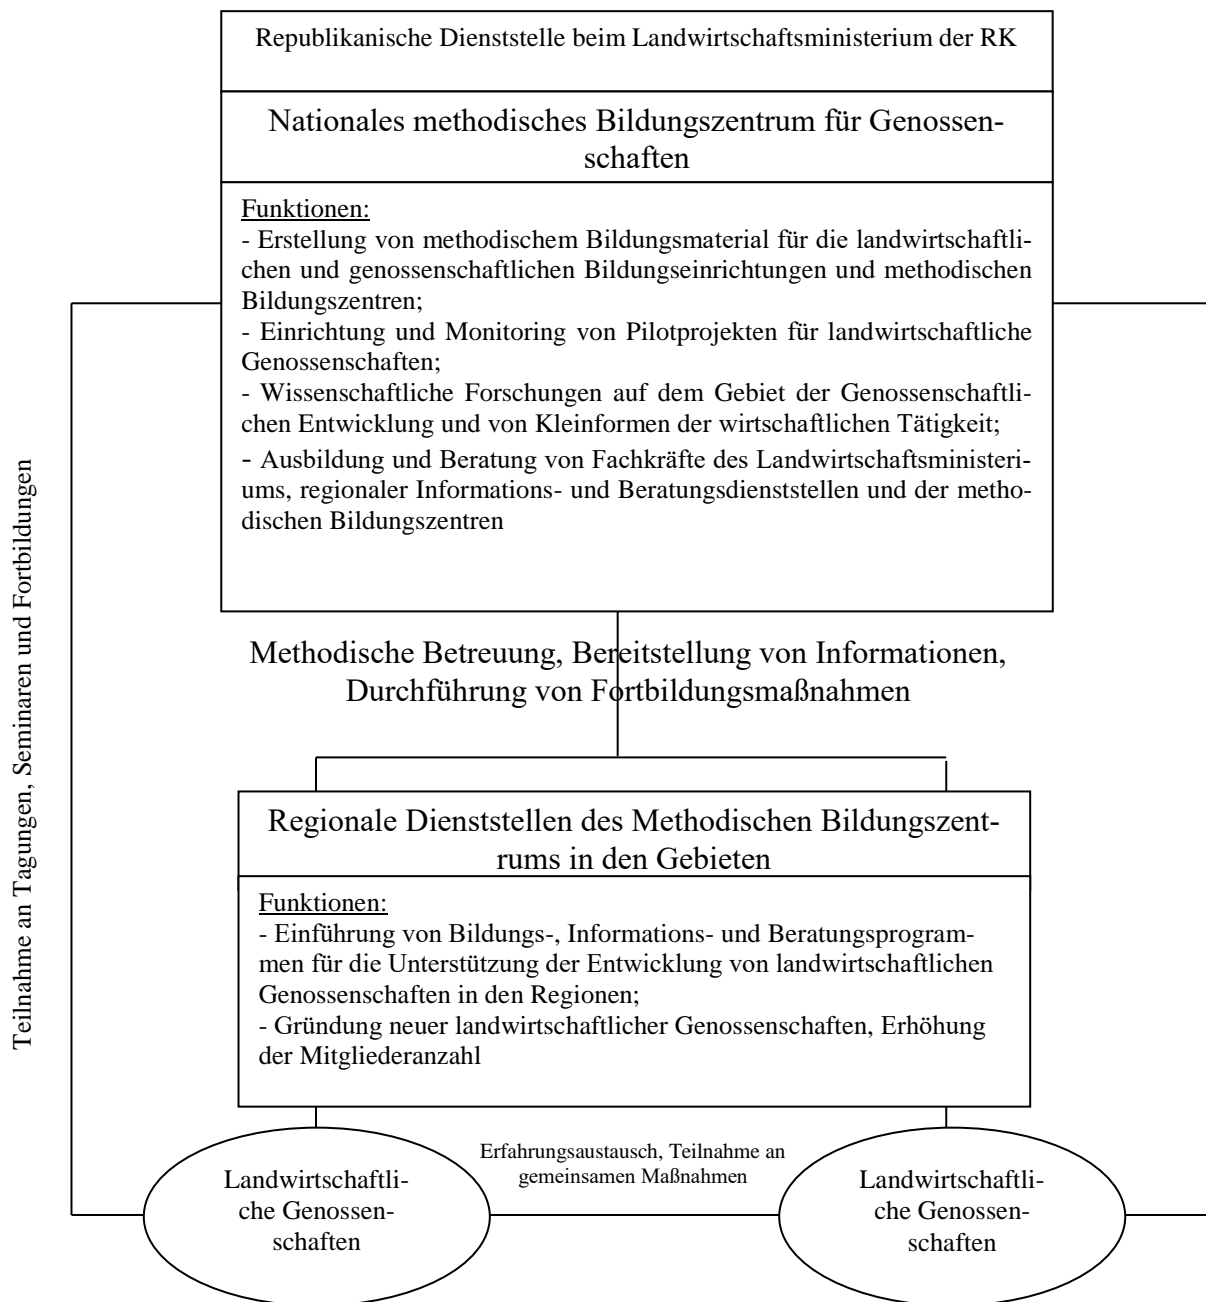 Republikanische Dienststelle beim Landwirtschaftsministerium der RK
Nationales methodisches Bildungszentrum für Genossen-
schaften
Funktionen:
- Erstellung von methodischem Bildungsmaterial für die landwirtschaftli-
chen und genossenschaftlichen Bildungseinrichtungen und methodischen
Bildungszentren;
- Einrichtung und Monitoring von Pilotprojekten für landwirtschaftliche
Genossenschaften;
- Wissenschaftliche Forschungen auf dem Gebiet der Genossenschaftli-
chen Entwicklung und von Kleinformen der wirtschaftlichen Tätigkeit;
- Ausbildung und Beratung von Fachkräfte des Landwirtschaftsministeri-
ums, regionaler Informations- und Beratungsdienststellen und der metho-
dischen Bildungszentren
Teilnahme an Tagungen, Seminaren und Fortbildungen
Methodische Betreuung, Bereitstellung von Informationen,
Durchführung von Fortbildungsmaßnahmen
Regionale Dienststellen des Methodischen Bildungszent-
rums in den Gebieten
Funktionen:
- Einführung von Bildungs-, Informations- und Beratungsprogram-
men für die Unterstützung der Entwicklung von landwirtschaftlichen
Genossenschaften in den Regionen;
- Gründung neuer landwirtschaftlicher Genossenschaften, Erhöhung
der Mitgliederanzahl
Landwirtschaftli-
che Genossen-
schaften
Erfahrungsaustausch, Teilnahme an
gemeinsamen Maßnahmen
Landwirtschaftli-
che Genossen-
schaften